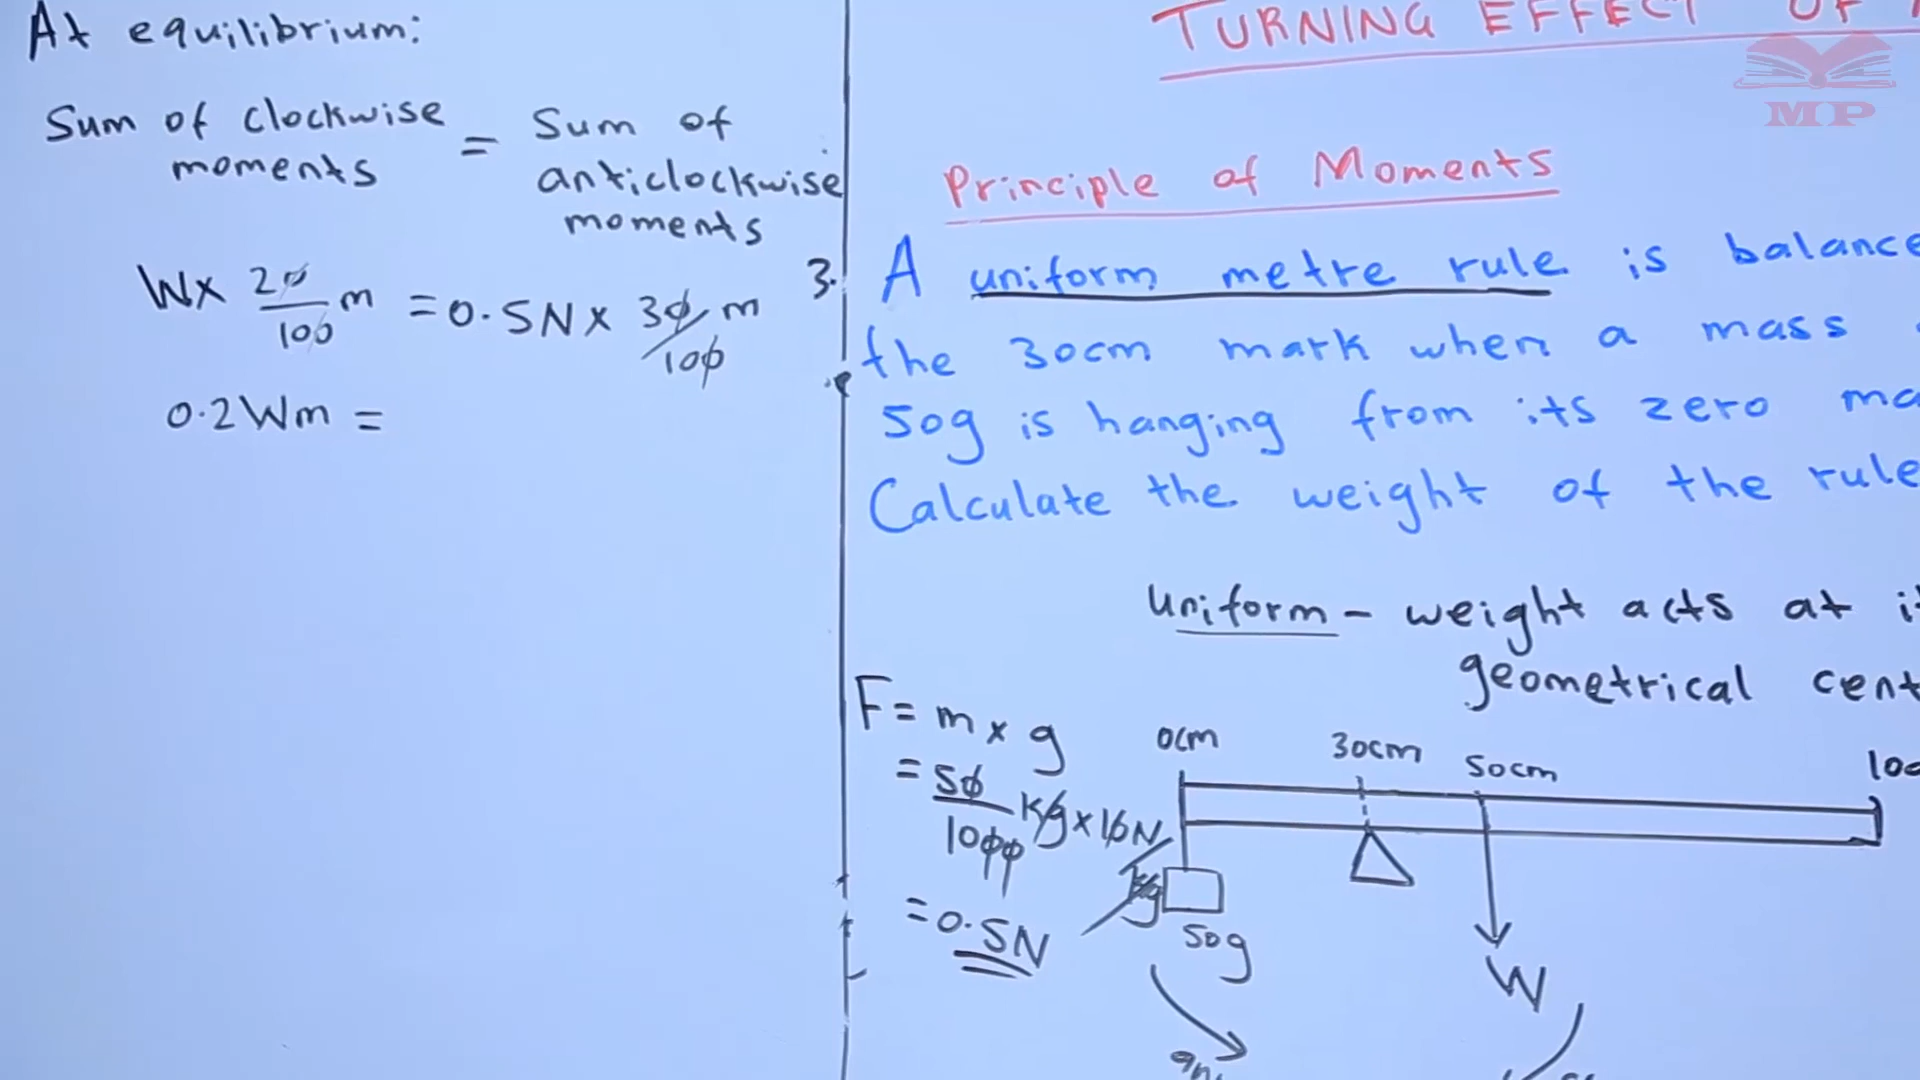 At equilibrium:
Sum of clockwise
moments
=
Sum of
anticlockwise
moments
W x 20/100 m = 0.5N x 30/100 m
0.2Wm =
TURNING EFFECT OF
MP
Principle of Moments
3. A uniform metre rule is balance
the 30cm mark when a mass
50g is hanging from its zero ma
Calculate the weight of the rule
Uniform - weight acts at
geometrical cent
F = m x g
= 50/1000 kg x 10N/kg
= 0.5N
0cm 30cm 50cm
50g
W